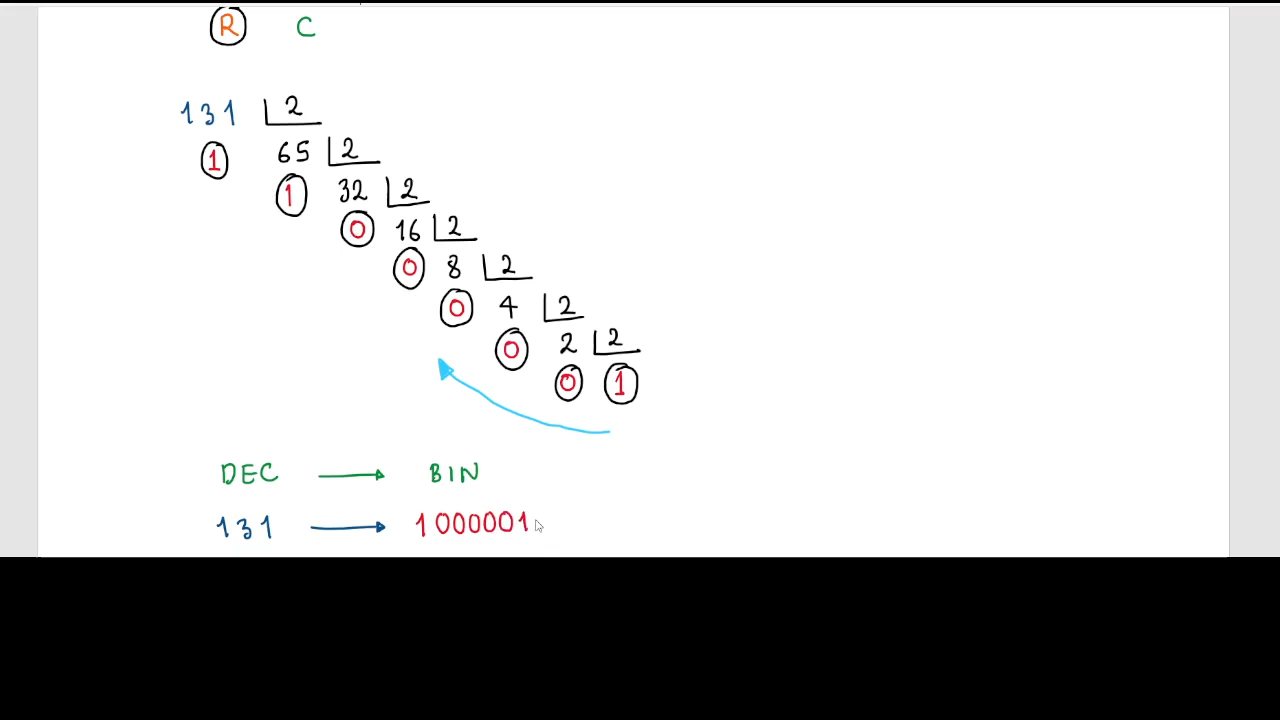 R C
131 2
1 65 2
1 32 2
0 16 2
0 8 2
0 4 2
0 2 2
0 1
DEC → BIN
131 → 1000001